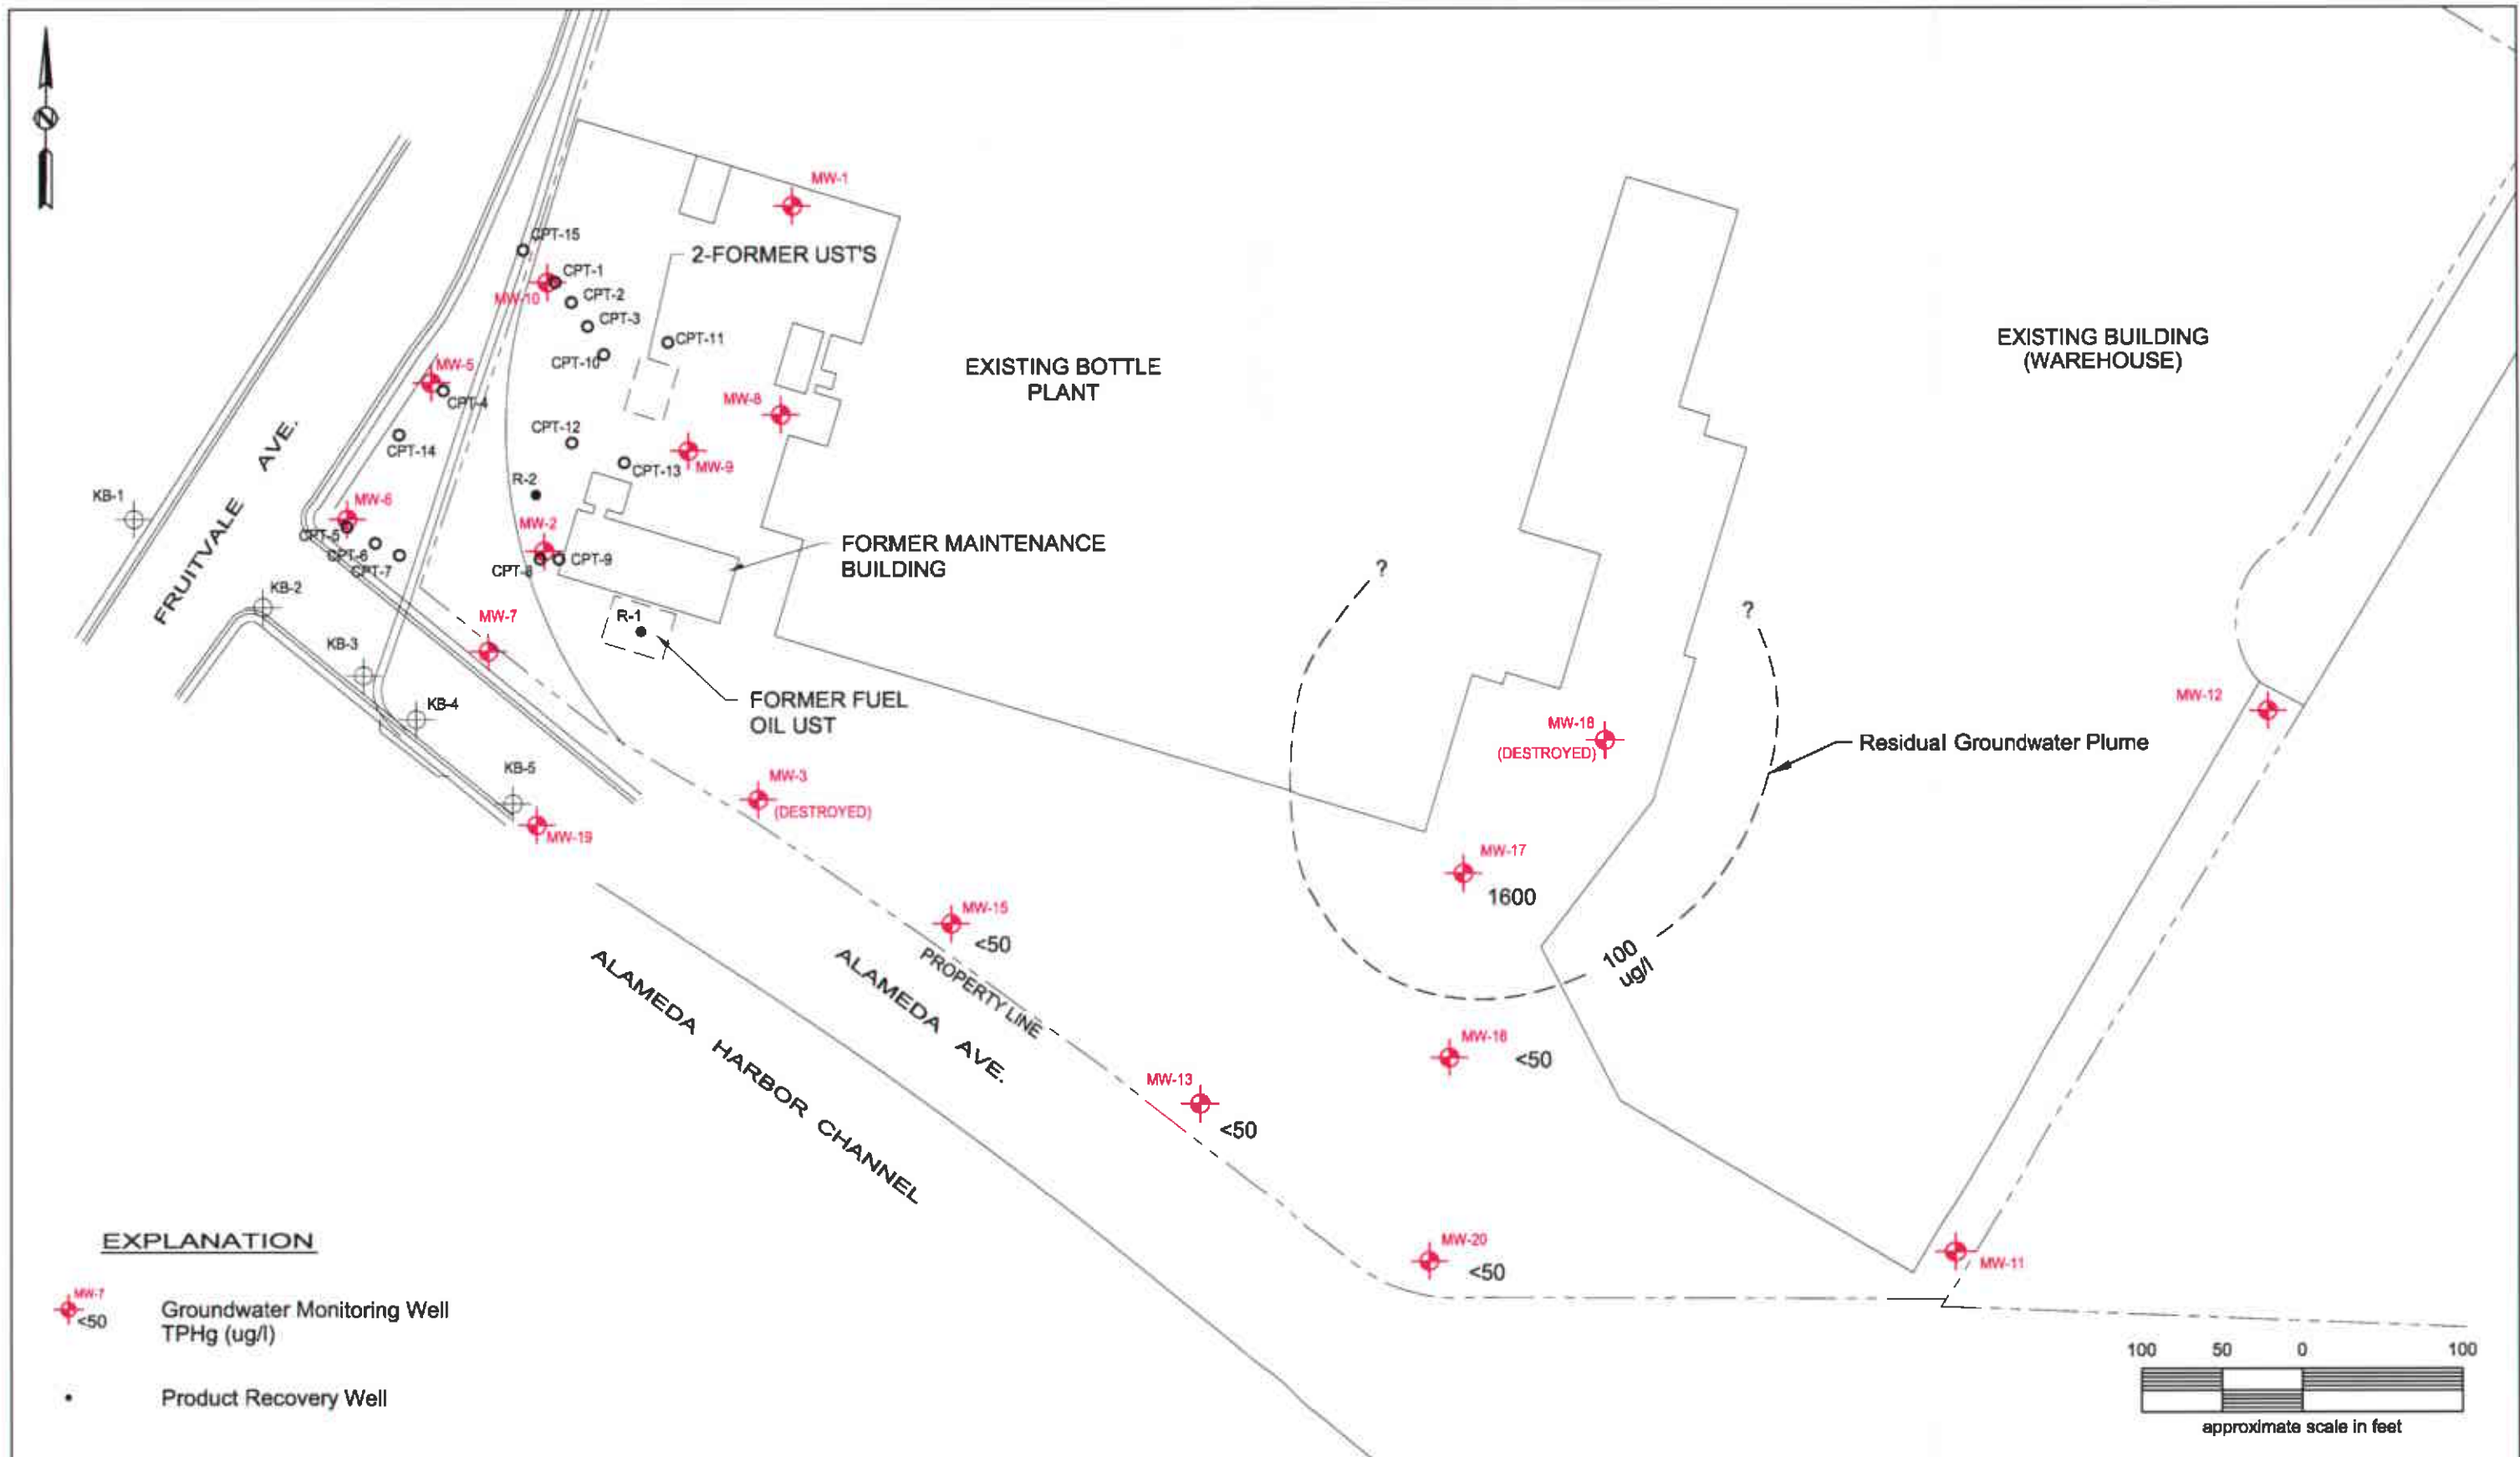 MW-1
CPT-15
2-FORMER UST'S
CPT-1
MW-10
CPT-2
CPT-3
CPT-11
CPT-10
EXISTING BOTTLE
PLANT
EXISTING BUILDING
(WAREHOUSE)
MW-5
CPT-4
MW-8
CPT-12
CPT-14
CPT-13
MW-9
FRUITVALE AVE.
KB-1
R-2
MW-6
MW-2
CPT-5
CPT-6
CPT-7
CPT-8
CPT-9
FORMER MAINTENANCE
BUILDING
?
?
KB-2
R-1
MW-7
KB-3
KB-4
FORMER FUEL
OIL UST
MW-12
MW-18
(DESTROYED)
Residual Groundwater Plume
KB-5
MW-3
(DESTROYED)
MW-19
MW-17
1600
MW-15
<50
100
ug/l
PROPERTY LINE
ALAMEDA AVE.
ALAMEDA HARBOR CHANNEL
MW-16
<50
MW-13
<50
MW-20
<50
MW-11
EXPLANATION
MW-7
<50
Groundwater Monitoring Well
TPHg (ug/l)
Product Recovery Well
100 50 0 100
approximate scale in feet